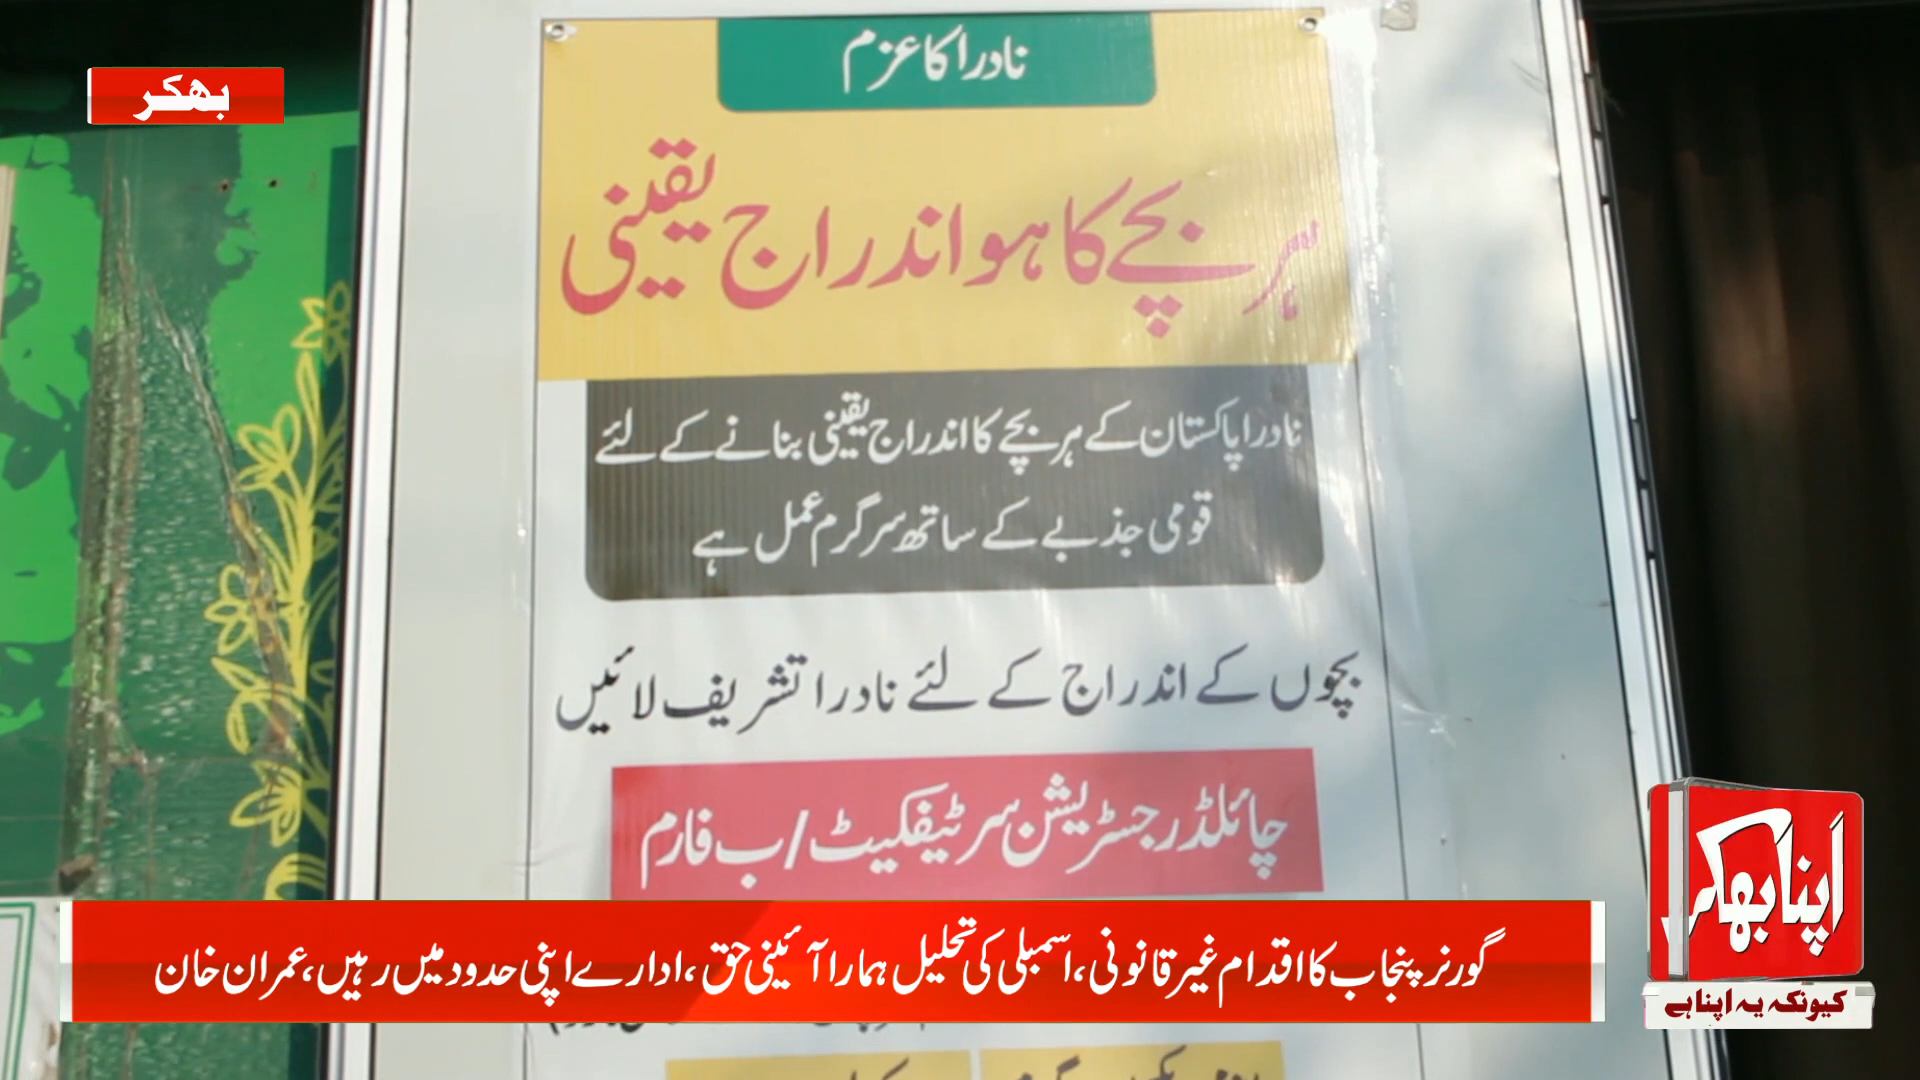 بھکر
نادرا کا عزم
ہر بچے کا ہو اندراج یقینی
نادرا پاکستان کے ہر بچے کا اندراج یقینی بنانے کے لئے
قومی جذبے کے ساتھ سرگرم عمل ہے
بچوں کے اندراج کے لئے نادرا تشریف لائیں
چائلڈ رجسٹریشن سرٹیفکیٹ/ب فارم
گورنر پنجاب کا اقدام غیر قانونی، اسمبلی کی تحلیل ہمارا آئینی حق، ادارے اپنی حدود میں رہیں، عمران خان
اپنا بھکر
کیونکہ یہ اپنا ہے